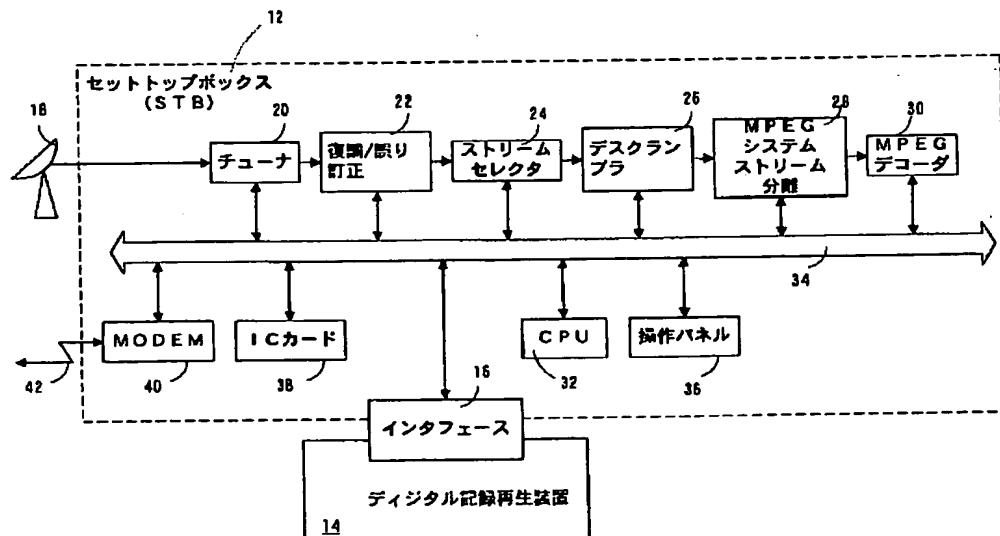 12
セットトップボックス
(STB)
18
20
チューナ
22
復調/誤り
訂正
24
ストリーム
セレクタ
26
デスクラン
ブラ
28
MPEG
システム
ストリーム
分離
30
MPEG
デコーダ
34
MODEM
40
42
ICカード
38
CPU
32
操作パネル
36
16
インタフェース
ディジタル記録再生装置
14